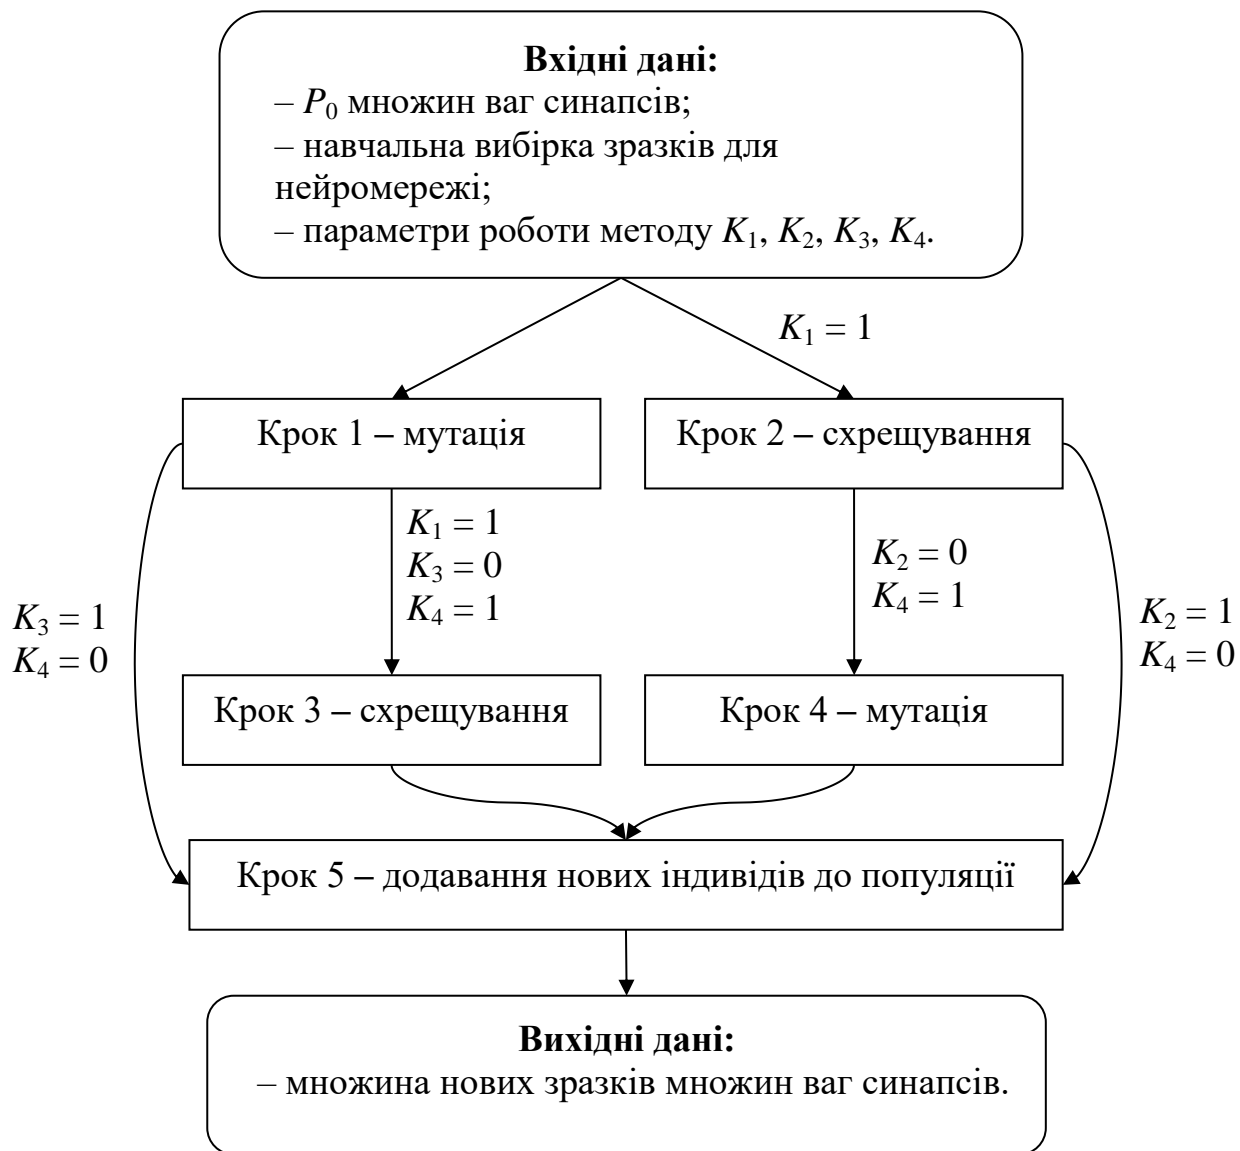 Вхідні дані:
– P₀ множин ваг синапсів;
– навчальна вибірка зразків для
нейромережі;
– параметри роботи методу K₁, K₂, K₃, K₄.
K₁ = 1
Крок 1 – мутація
Крок 2 – схрещування
K₁ = 1
K₃ = 0
K₄ = 1
K₂ = 0
K₄ = 1
K₃ = 1
K₄ = 0
K₂ = 1
K₄ = 0
Крок 3 – схрещування
Крок 4 – мутація
Крок 5 – додавання нових індивідів до популяції
Вихідні дані:
– множина нових зразків множин ваг синапсів.